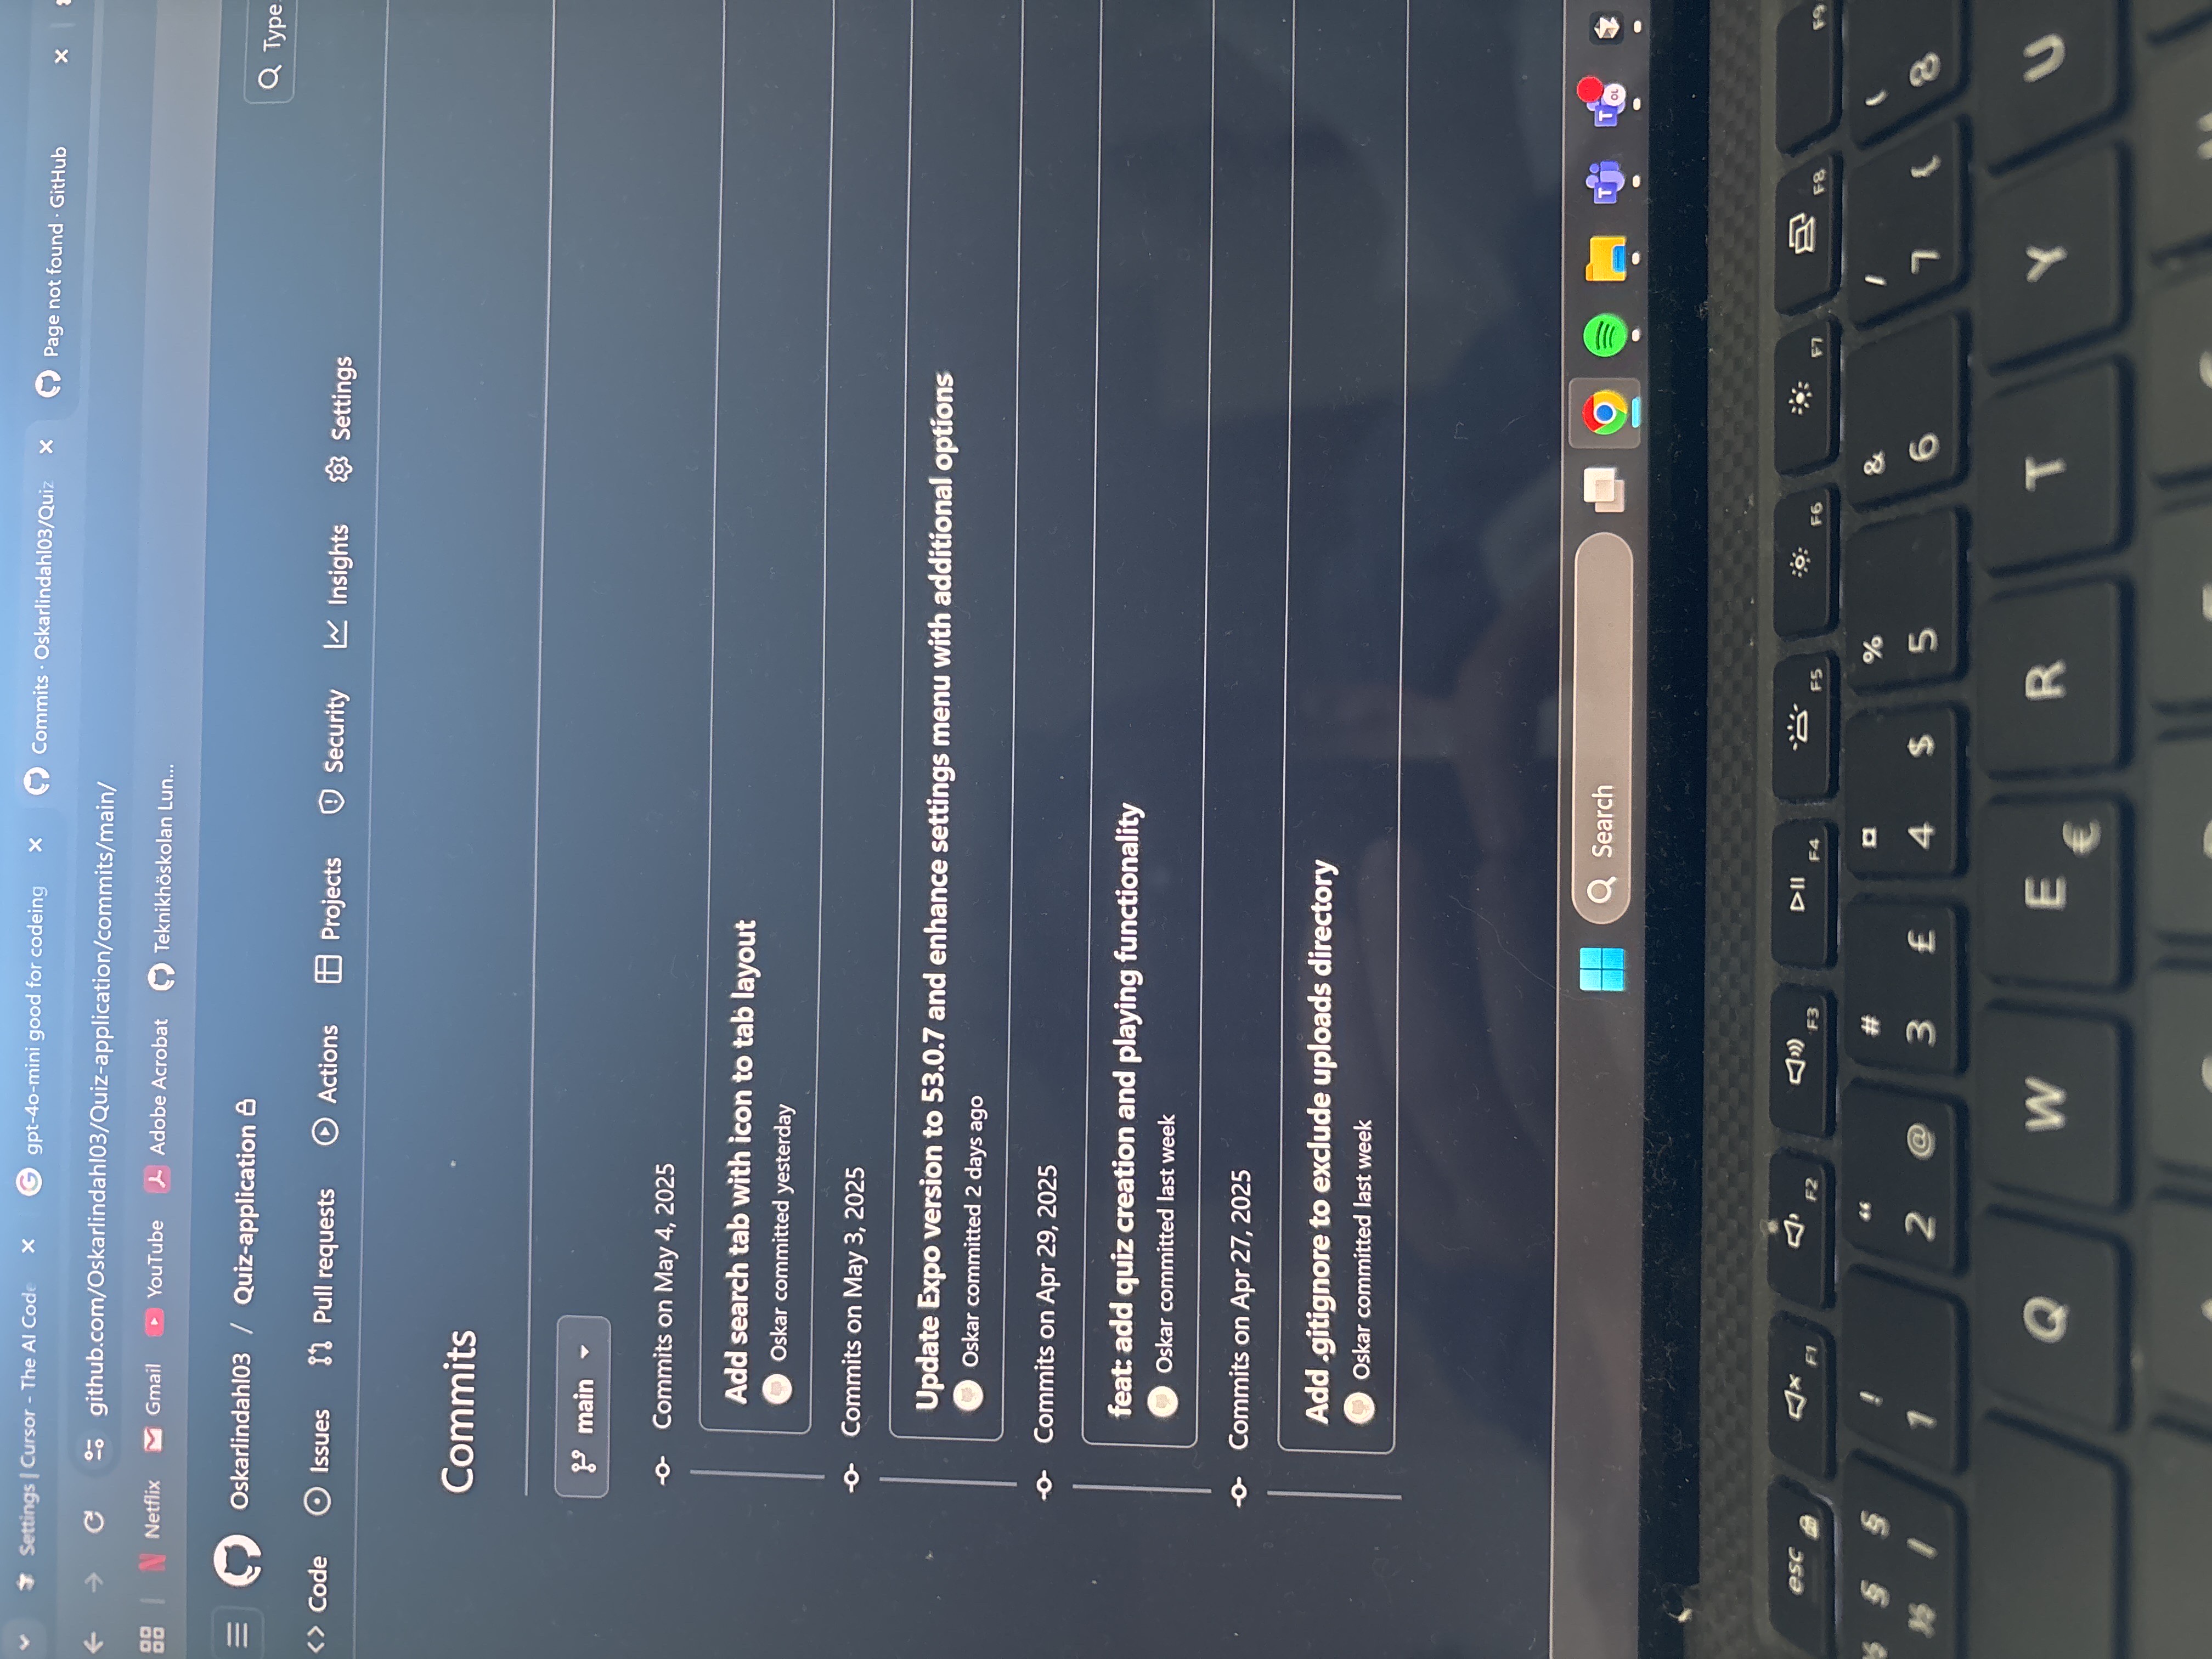 Settings | Cursor - The AI Code
gpt-4o-mini good for codeing
Commits · Oskarlindahl03/Quiz
Page not found · GitHub
github.com/Oskarlindahl03/Quiz-application/commits/main/
Netflix
Gmail
YouTube
Adobe Acrobat
Teknikhöskolan Lun...
Oskarlindahl03 / Quiz-application
Type
Code
Issues
Pull requests
Actions
Projects
Security
Insights
Settings
Commits
main
Commits on May 4, 2025
Add search tab with icon to tab layout
Oskar committed yesterday
Commits on May 3, 2025
Update Expo version to 53.0.7 and enhance settings menu with additional options
Oskar committed 2 days ago
Commits on Apr 29, 2025
feat: add quiz creation and playing functionality
Oskar committed last week
Commits on Apr 27, 2025
Add .gitignore to exclude uploads directory
Oskar committed last week
Search
T
T OL
esc F1 F2 F3 F4 F5 F6 F7 F8 F9
½ § § ! “ # ¤ % & / (
½ / 1 2 @ 3 £ 4 $ 5 6 7 { 8
Q W E € R T Y U